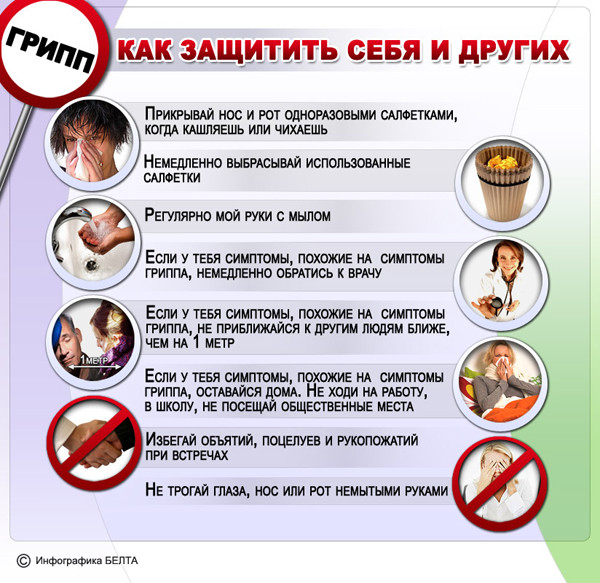 ГРИПП
КАК ЗАЩИТИТЬ СЕБЯ И ДРУГИХ
ПРИКРЫВАЙ НОС И РОТ ОДНОРАЗОВЫМИ САЛФЕТКАМИ,
КОГДА КАШЛЯЕШЬ ИЛИ ЧИХАЕШЬ
НЕМЕДЛЕННО ВЫБРАСЫВАЙ ИСПОЛЬЗОВАННЫЕ
САЛФЕТКИ
РЕГУЛЯРНО МОЙ РУКИ С МЫЛОМ
ЕСЛИ У ТЕБЯ СИМПТОМЫ, ПОХОЖИЕ НА СИМПТОМЫ
ГРИППА, НЕМЕДЛЕННО ОБРАТИСЬ К ВРАЧУ
ЕСЛИ У ТЕБЯ СИМПТОМЫ, ПОХОЖИЕ НА СИМПТОМЫ
ГРИППА, НЕ ПРИБЛИЖАЙСЯ К ДРУГИМ ЛЮДЯМ БЛИЖЕ,
ЧЕМ НА 1 МЕТР
1 МЕТР
ЕСЛИ У ТЕБЯ СИМПТОМЫ, ПОХОЖИЕ НА СИМПТОМЫ
ГРИППА, ОСТАВАЙСЯ ДОМА. НЕ ХОДИ НА РАБОТУ,
В ШКОЛУ, НЕ ПОСЕЩАЙ ОБЩЕСТВЕННЫЕ МЕСТА
ИЗБЕГАЙ ОБЪЯТИЙ, ПОЦЕЛУЕВ И РУКОПОЖАТИЙ
ПРИ ВСТРЕЧАХ
НЕ ТРОГАЙ ГЛАЗА, НОС ИЛИ РОТ НЕМЫТЫМИ РУКАМИ
© Инфографика БЕЛТА